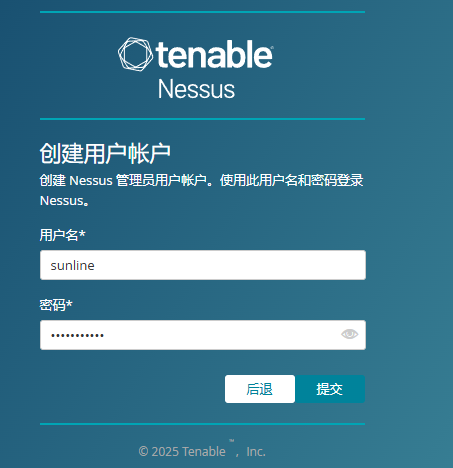 tenable
Nessus
创建用户帐户
创建 Nessus 管理员用户帐户。使用此用户名和密码登录
Nessus。
用户名*
sunline
密码*
•••••••••••
后退 提交
© 2025 Tenable™, Inc.